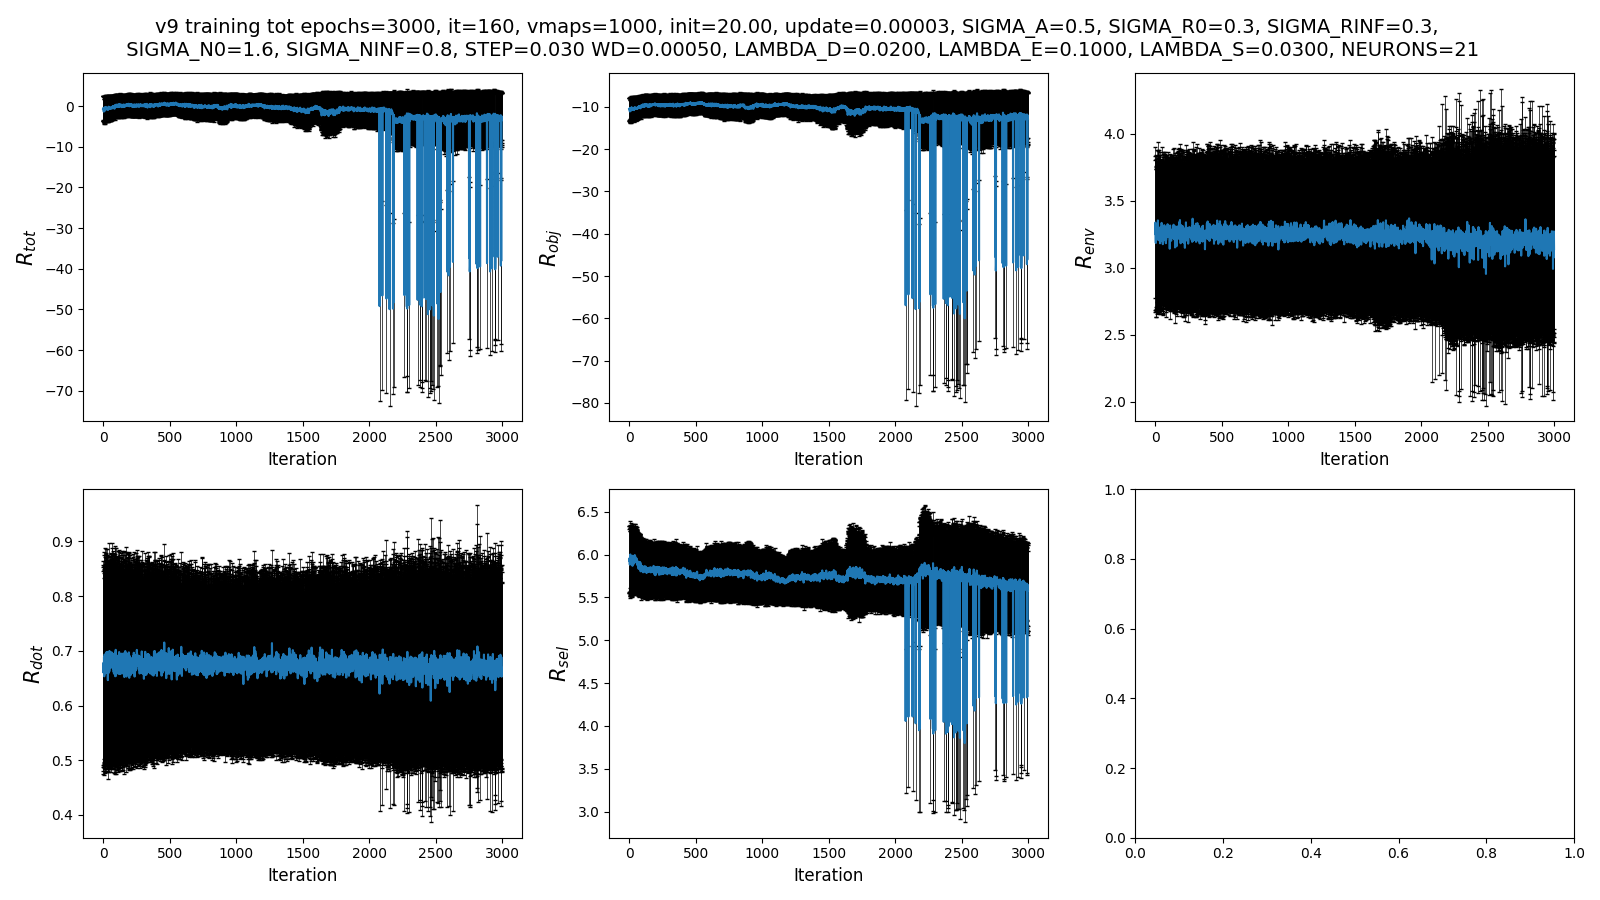 v9 training tot epochs=3000, it=160, vmaps=1000, init=20.00, update=0.00003, SIGMA_A=0.5, SIGMA_R0=0.3, SIGMA_RINF=0.3,
SIGMA_N0=1.6, SIGMA_NINF=0.8, STEP=0.030 WD=0.00050, LAMBDA_D=0.0200, LAMBDA_E=0.1000, LAMBDA_S=0.0300, NEURONS=21
R_tot
0
−10
−20
−30
−40
−50
−60
−70
0 500 1000 1500 2000 2500 3000
Iteration
R_obj
−10
−20
−30
−40
−50
−60
−70
−80
0 500 1000 1500 2000 2500 3000
Iteration
R_env
4.0
3.5
3.0
2.5
2.0
0 500 1000 1500 2000 2500 3000
Iteration
R_dot
0.9
0.8
0.7
0.6
0.5
0.4
0 500 1000 1500 2000 2500 3000
Iteration
R_sel
6.5
6.0
5.5
5.0
4.5
4.0
3.5
3.0
0 500 1000 1500 2000 2500 3000
Iteration
1.0
0.8
0.6
0.4
0.2
0.0
0.0 0.2 0.4 0.6 0.8 1.0